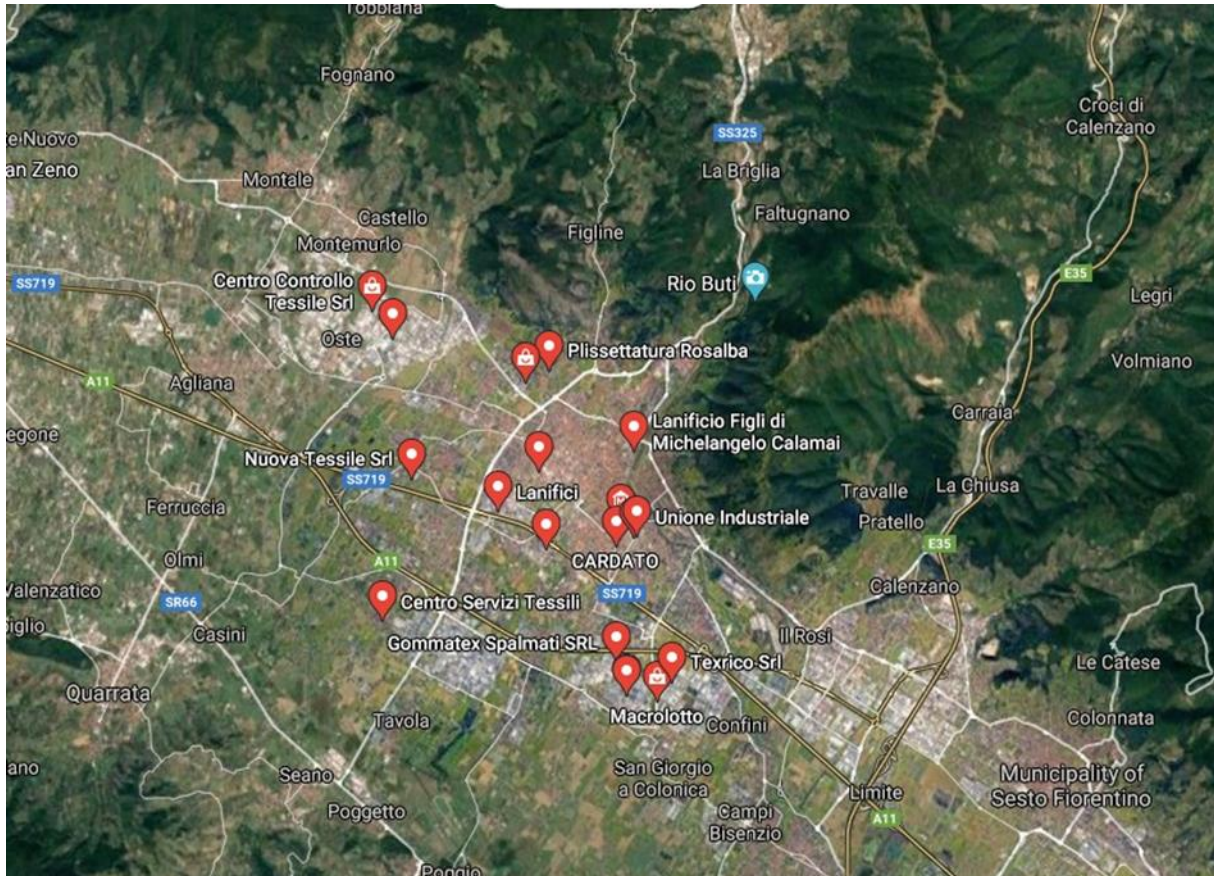 Tobbiana
Fognano
Croci di
Calenzano
SS325
te Nuovo
an Zeno
La Briglia
Montale
Castello
Faltugnano
Figline
Montemurlo
Centro Controllo
Tessile Srl
SS719
Rio Buti
E35
Legri
Oste
Plissettatura Rosalba
Volmiano
A11
Agliana
Carraia
Lanificio Figli di
Michelangelo Calamai
egone
Nuova Tessile Srl
SS719
Lanifici
Travalle
La Chiusa
Ferruccia
Unione Industriale
Pratello
E35
Olmi
A11
CARDATO
Calenzano
Valenzatico
SR66
Centro Servizi Tessili
SS719
iglio
Casini
Gommatex Spalmati SRL
Il Rosi
Texrico Srl
Le Catese
Quarrata
Macrolotto
Tavola
Confini
Colonnata
ano
Seano
San Giorgio
a Colonica
Municipality of
Sesto Fiorentino
Poggetto
Limite
Campi
Bisenzio
A11
Poggio